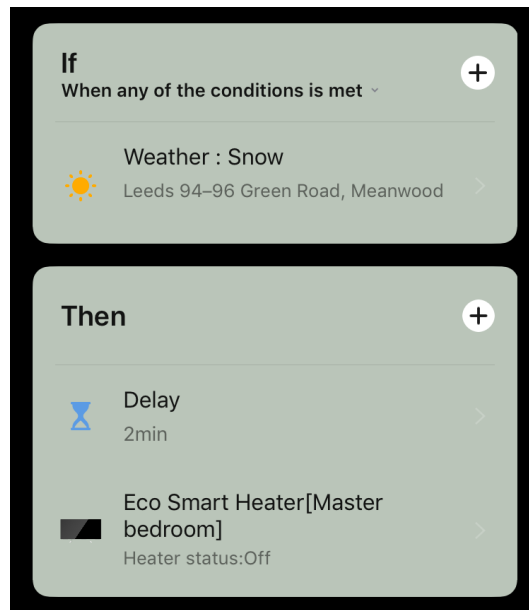 If
When any of the conditions is met
Weather : Snow
Leeds 94–96 Green Road, Meanwood
Then
Delay
2min
Eco Smart Heater[Master
bedroom]
Heater status:Off